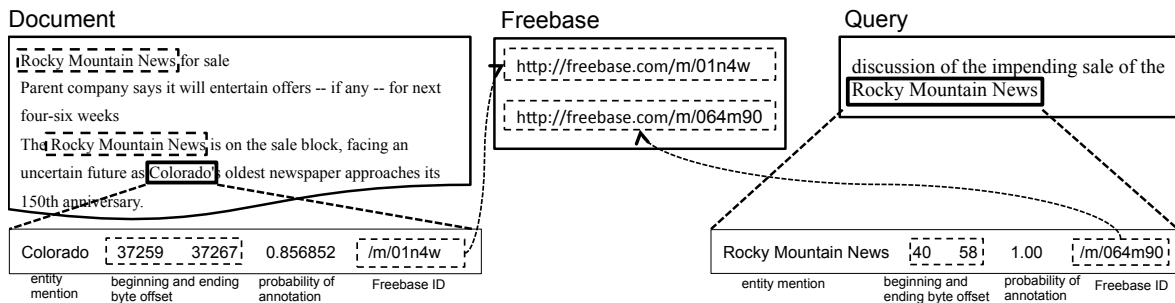 Document
Rocky Mountain News for sale
Parent company says it will entertain offers -- if any -- for next
four-six weeks
The Rocky Mountain News is on the sale block, facing an
uncertain future as Colorado's oldest newspaper approaches its
150th anniversary.
Colorado 37259 37267 0.856852 /m/01n4w
entity mention
beginning and ending byte offset
probability of annotation
Freebase ID
Freebase
http://freebase.com/m/01n4w
http://freebase.com/m/064m90
Query
discussion of the impending sale of the
Rocky Mountain News
Rocky Mountain News 40 58 1.00 /m/064m90
entity mention
beginning and ending byte offset
probability of annotation
Freebase ID